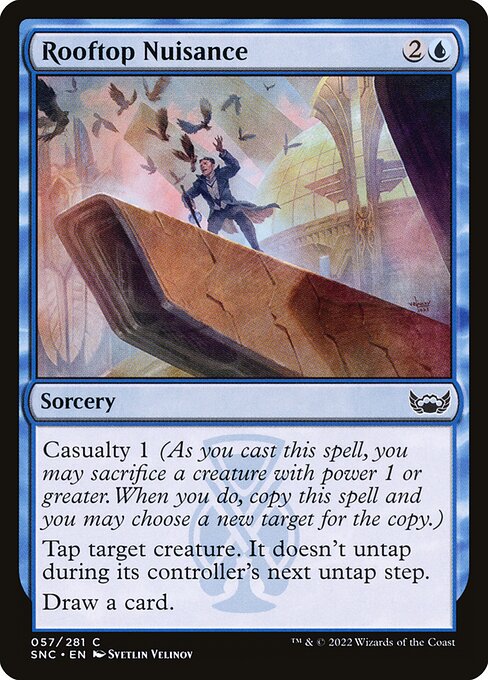 Rooftop Nuisance 2
Sorcery
Casualty 1 (As you cast this spell, you
may sacrifice a creature with power 1 or
greater. When you do, copy this spell and
you may choose a new target for the copy.)
Tap target creature. It doesn't untap
during its controller's next untap step.
Draw a card.
057/281 C
SNC • EN Svetlin Velinov
™ & © 2022 Wizards of the Coast